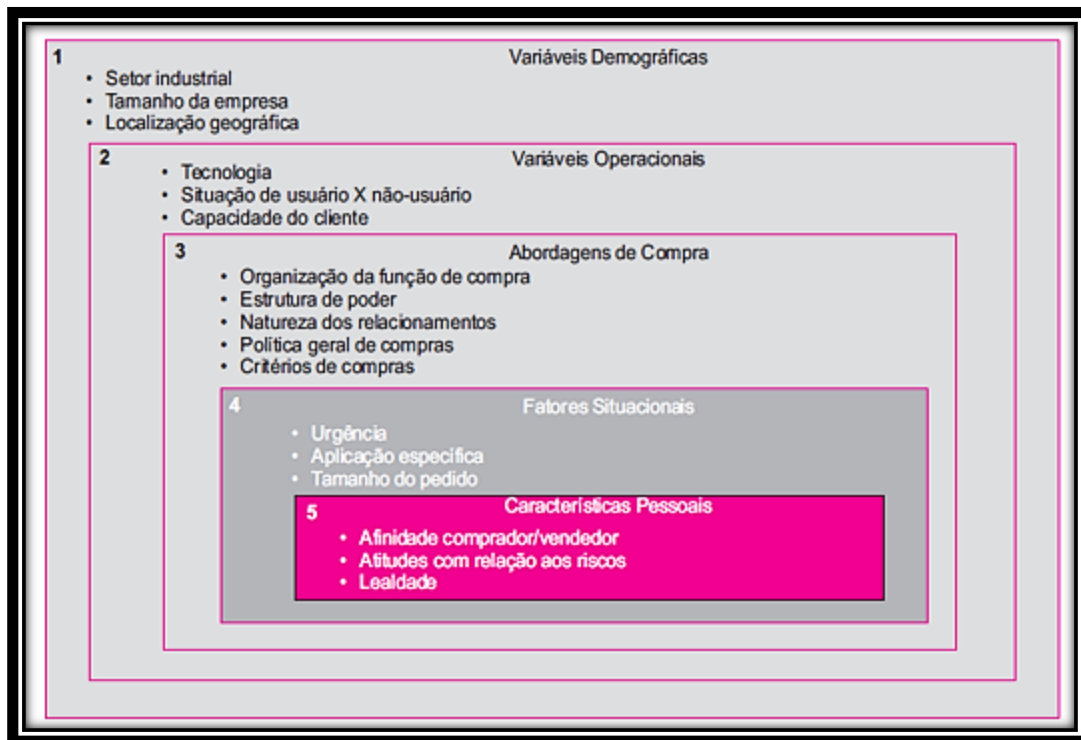 1 Variáveis Demográficas
• Setor industrial
• Tamanho da empresa
• Localização geográfica
2 Variáveis Operacionais
• Tecnologia
• Situação de usuário X não-usuário
• Capacidade do cliente
3 Abordagens de Compra
• Organização da função de compra
• Estrutura de poder
• Natureza dos relacionamentos
• Política geral de compras
• Critérios de compras
4 Fatores Situacionais
• Urgência
• Aplicação específica
• Tamanho do pedido
5 Características Pessoais
• Afinidade comprador/vendedor
• Atitudes com relação aos riscos
• Lealdade